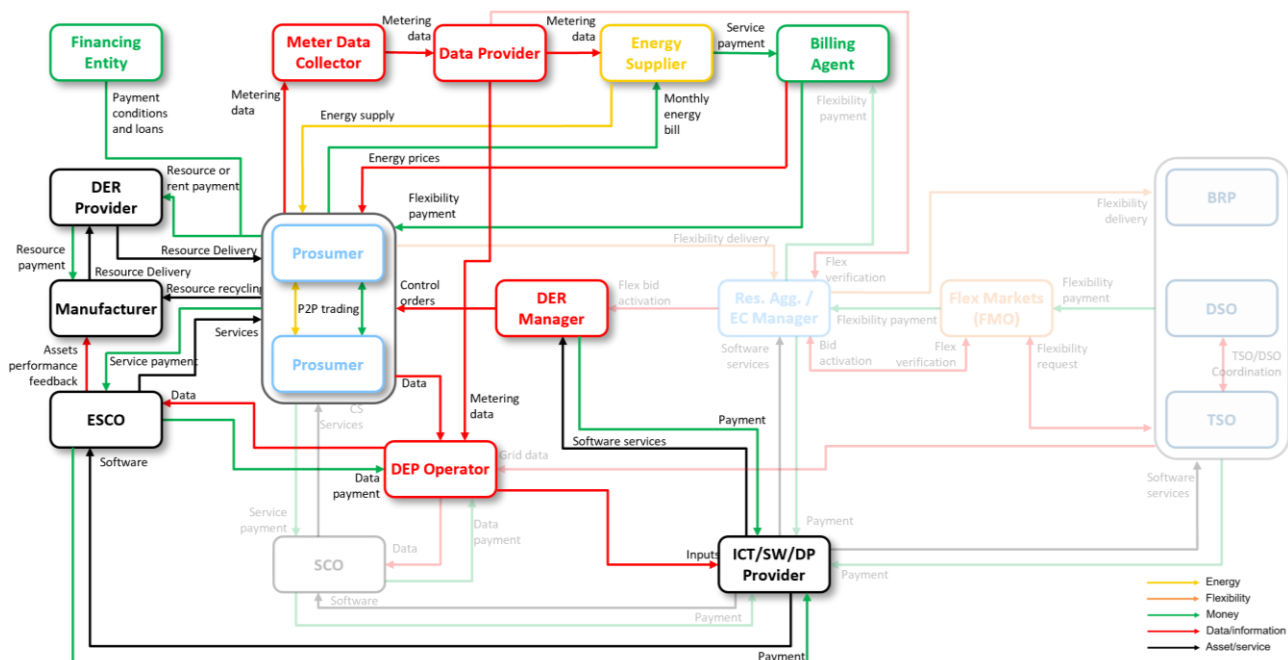 Financing
Entity
Meter Data
Collector
Metering
data
Data Provider
Metering
data
Energy
Supplier
Service
payment
Billing
Agent
Payment
conditions
and loans
Metering
data
Energy supply
Monthly
energy
bill
Flexibility
payment
Energy prices
Resource or
rent payment
DER
Provider
Flexibility
payment
BRP
Flexibility
delivery
Resource
payment
Resource Delivery
Prosumer
Flexibility delivery
Resource Delivery
Flex
verification
Manufacturer
Resource recycling
P2P trading
Control
orders
DER
Manager
Flex bid
activation
Res. Agg. /
EC Manager
Flexibility payment
Flex Markets
(FMO)
Flexibility
payment
DSO
Services
Assets
performance
feedback
Service payment
Prosumer
Software
services
Bid
activation
Flex
verification
Flexibility
request
TSO/DSO
Coordination
Data
Data
ESCO
CS
Services
Metering
data
Payment
TSO
Software
Software services
DEP Operator
Grid data
Data
payment
Software
services
Service
payment
Data
payment
Payment
SCO
Data
Inputs
ICT/SW/DP
Provider
Payment
Software
Payment
Payment
Energy
Flexibility
Money
Data/information
Asset/service